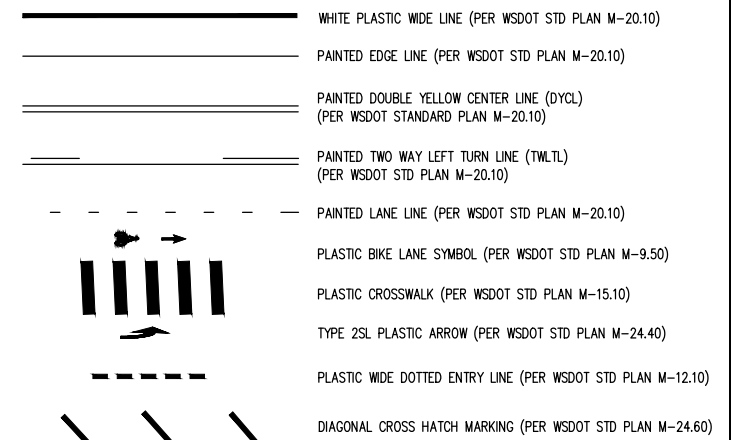 WHITE PLASTIC WIDE LINE (PER WSDOT STD PLAN M-20.10)
PAINTED EDGE LINE (PER WSDOT STD PLAN M-20.10)
PAINTED DOUBLE YELLOW CENTER LINE (DYCL)
(PER WSDOT STANDARD PLAN M-20.10)
PAINTED TWO WAY LEFT TURN LINE (TWLTL)
(PER WSDOT STD PLAN M-20.10)
PAINTED LANE LINE (PER WSDOT STD PLAN M-20.10)
PLASTIC BIKE LANE SYMBOL (PER WSDOT STD PLAN M-9.50)
PLASTIC CROSSWALK (PER WSDOT STD PLAN M-15.10)
TYPE 2SL PLASTIC ARROW (PER WSDOT STD PLAN M-24.40)
PLASTIC WIDE DOTTED ENTRY LINE (PER WSDOT STD PLAN M-12.10)
DIAGONAL CROSS HATCH MARKING (PER WSDOT STD PLAN M-24.60)